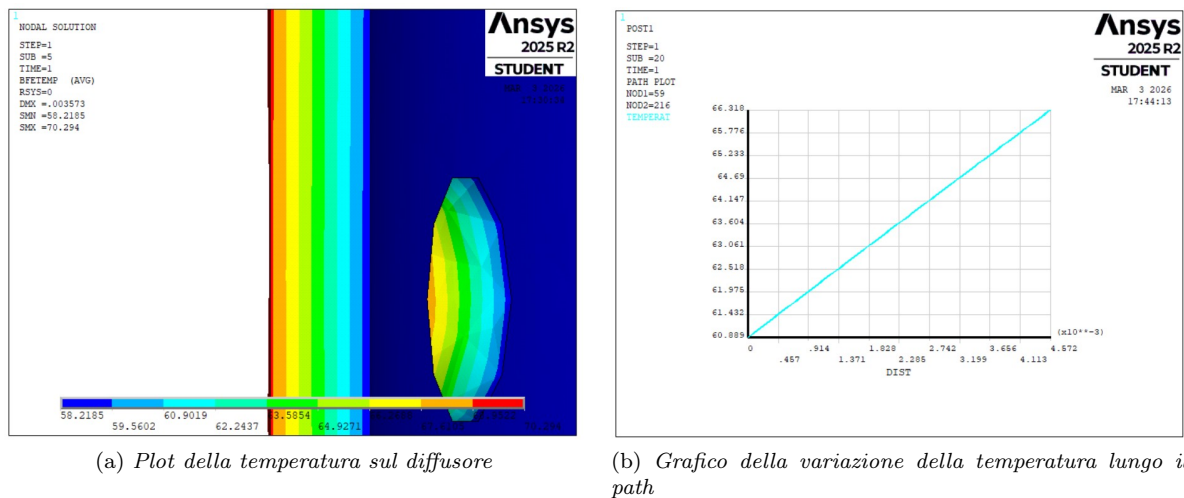 1
NODAL SOLUTION
STEP=1
SUB =5
TIME=1
BFETEMP (AVG)
RSYS=0
DMX =.003573
SMN =58.2185
SMX =70.294
Ansys
2025 R2
STUDENT
MAR 3 2026
58.2185
59.5602
60.9019
62.2437
3.5854
64.9271
1
POST1
STEP=1
SUB =20
TIME=1
PATH PLOT
NOD1=59
NOD2=216
TEMPERAT
Ansys
2025 R2
STUDENT
MAR 3 2026
17:44:13
66.318
65.776
65.233
64.69
64.147
63.604
63.061
62.518
61.975
61.432
60.889
0
.457
.914
1.371
1.828
2.285
2.742
3.199
3.656
4.113
4.572
(x10**-3)
DIST
(a) Plot della temperatura sul diffusore
(b) Grafico della variazione della temperatura lungo
path